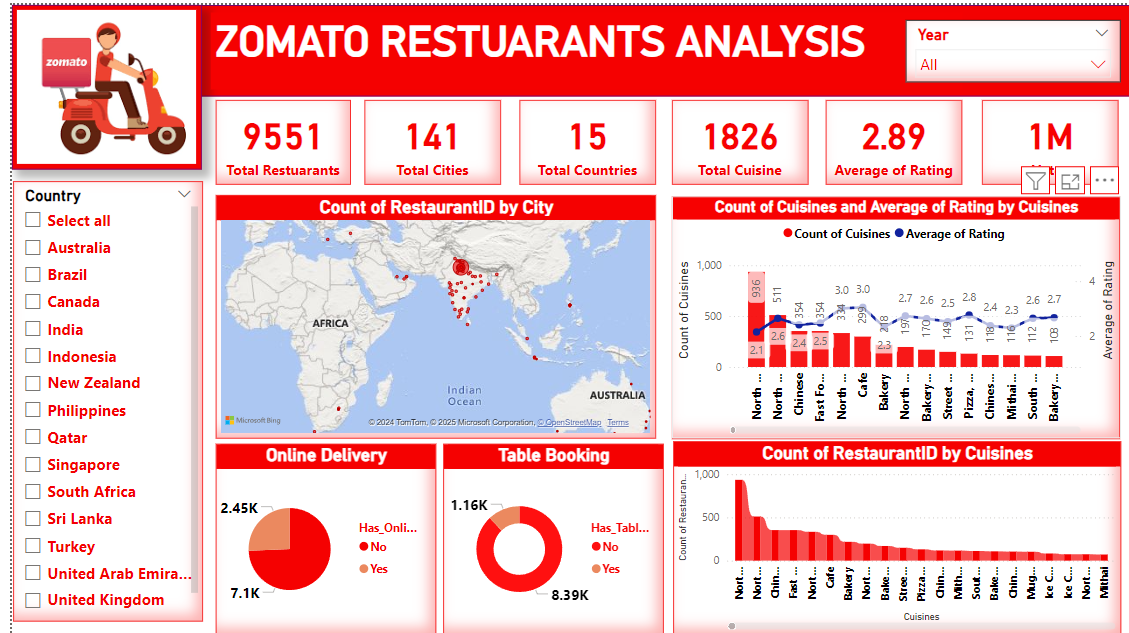 zomato
ZOMATO RESTUARANTS ANALYSIS
Year
All
9551
Total Restuarants
141
Total Cities
15
Total Countries
1826
Total Cuisine
2.89
Average of Rating
1M
Country
Select all
Australia
Brazil
Canada
India
Indonesia
New Zealand
Philippines
Qatar
Singapore
South Africa
Sri Lanka
Turkey
United Arab Emira...
United Kingdom
Count of RestaurantID by City
AFRICA
Indian
Ocean
AUSTRALIA
Microsoft Bing
© 2024 TomTom, © 2025 Microsoft Corporation, © OpenStreetMap Terms
Count of Cuisines and Average of Rating by Cuisines
Count of Cuisines Average of Rating
Count of Cuisines
1,000
500
0
936
511
354
354
334
299
218
197
170
149
131
118
116
112
108
2.1
2.6
2.4
2.5
3.0
3.0
2.3
2.7
2.6
2.5
2.8
2.4
2.3
2.6
2.7
4
2
Average of Rating
North ...
North ...
Chinese
Fast Fo...
North ...
Cafe
Bakery
North ...
Bakery...
Street ...
Pizza, ...
Chines...
Mithai...
South ...
Bakery...
Online Delivery
2.45K
7.1K
Has_Onli...
No
Yes
Table Booking
1.16K
8.39K
Has_Tabl...
No
Yes
Count of RestaurantID by Cuisines
Count of Restauran...
1,000
500
0
Nort...
Nort...
Chin...
Fast ...
Nort...
Cafe
Bakery
Nort...
Bake...
Stree...
Pizza...
Chin...
Mith...
Sout...
Bake...
Chin...
Mug...
Ice C...
Ice C...
Nort...
Mithai
Cuisines